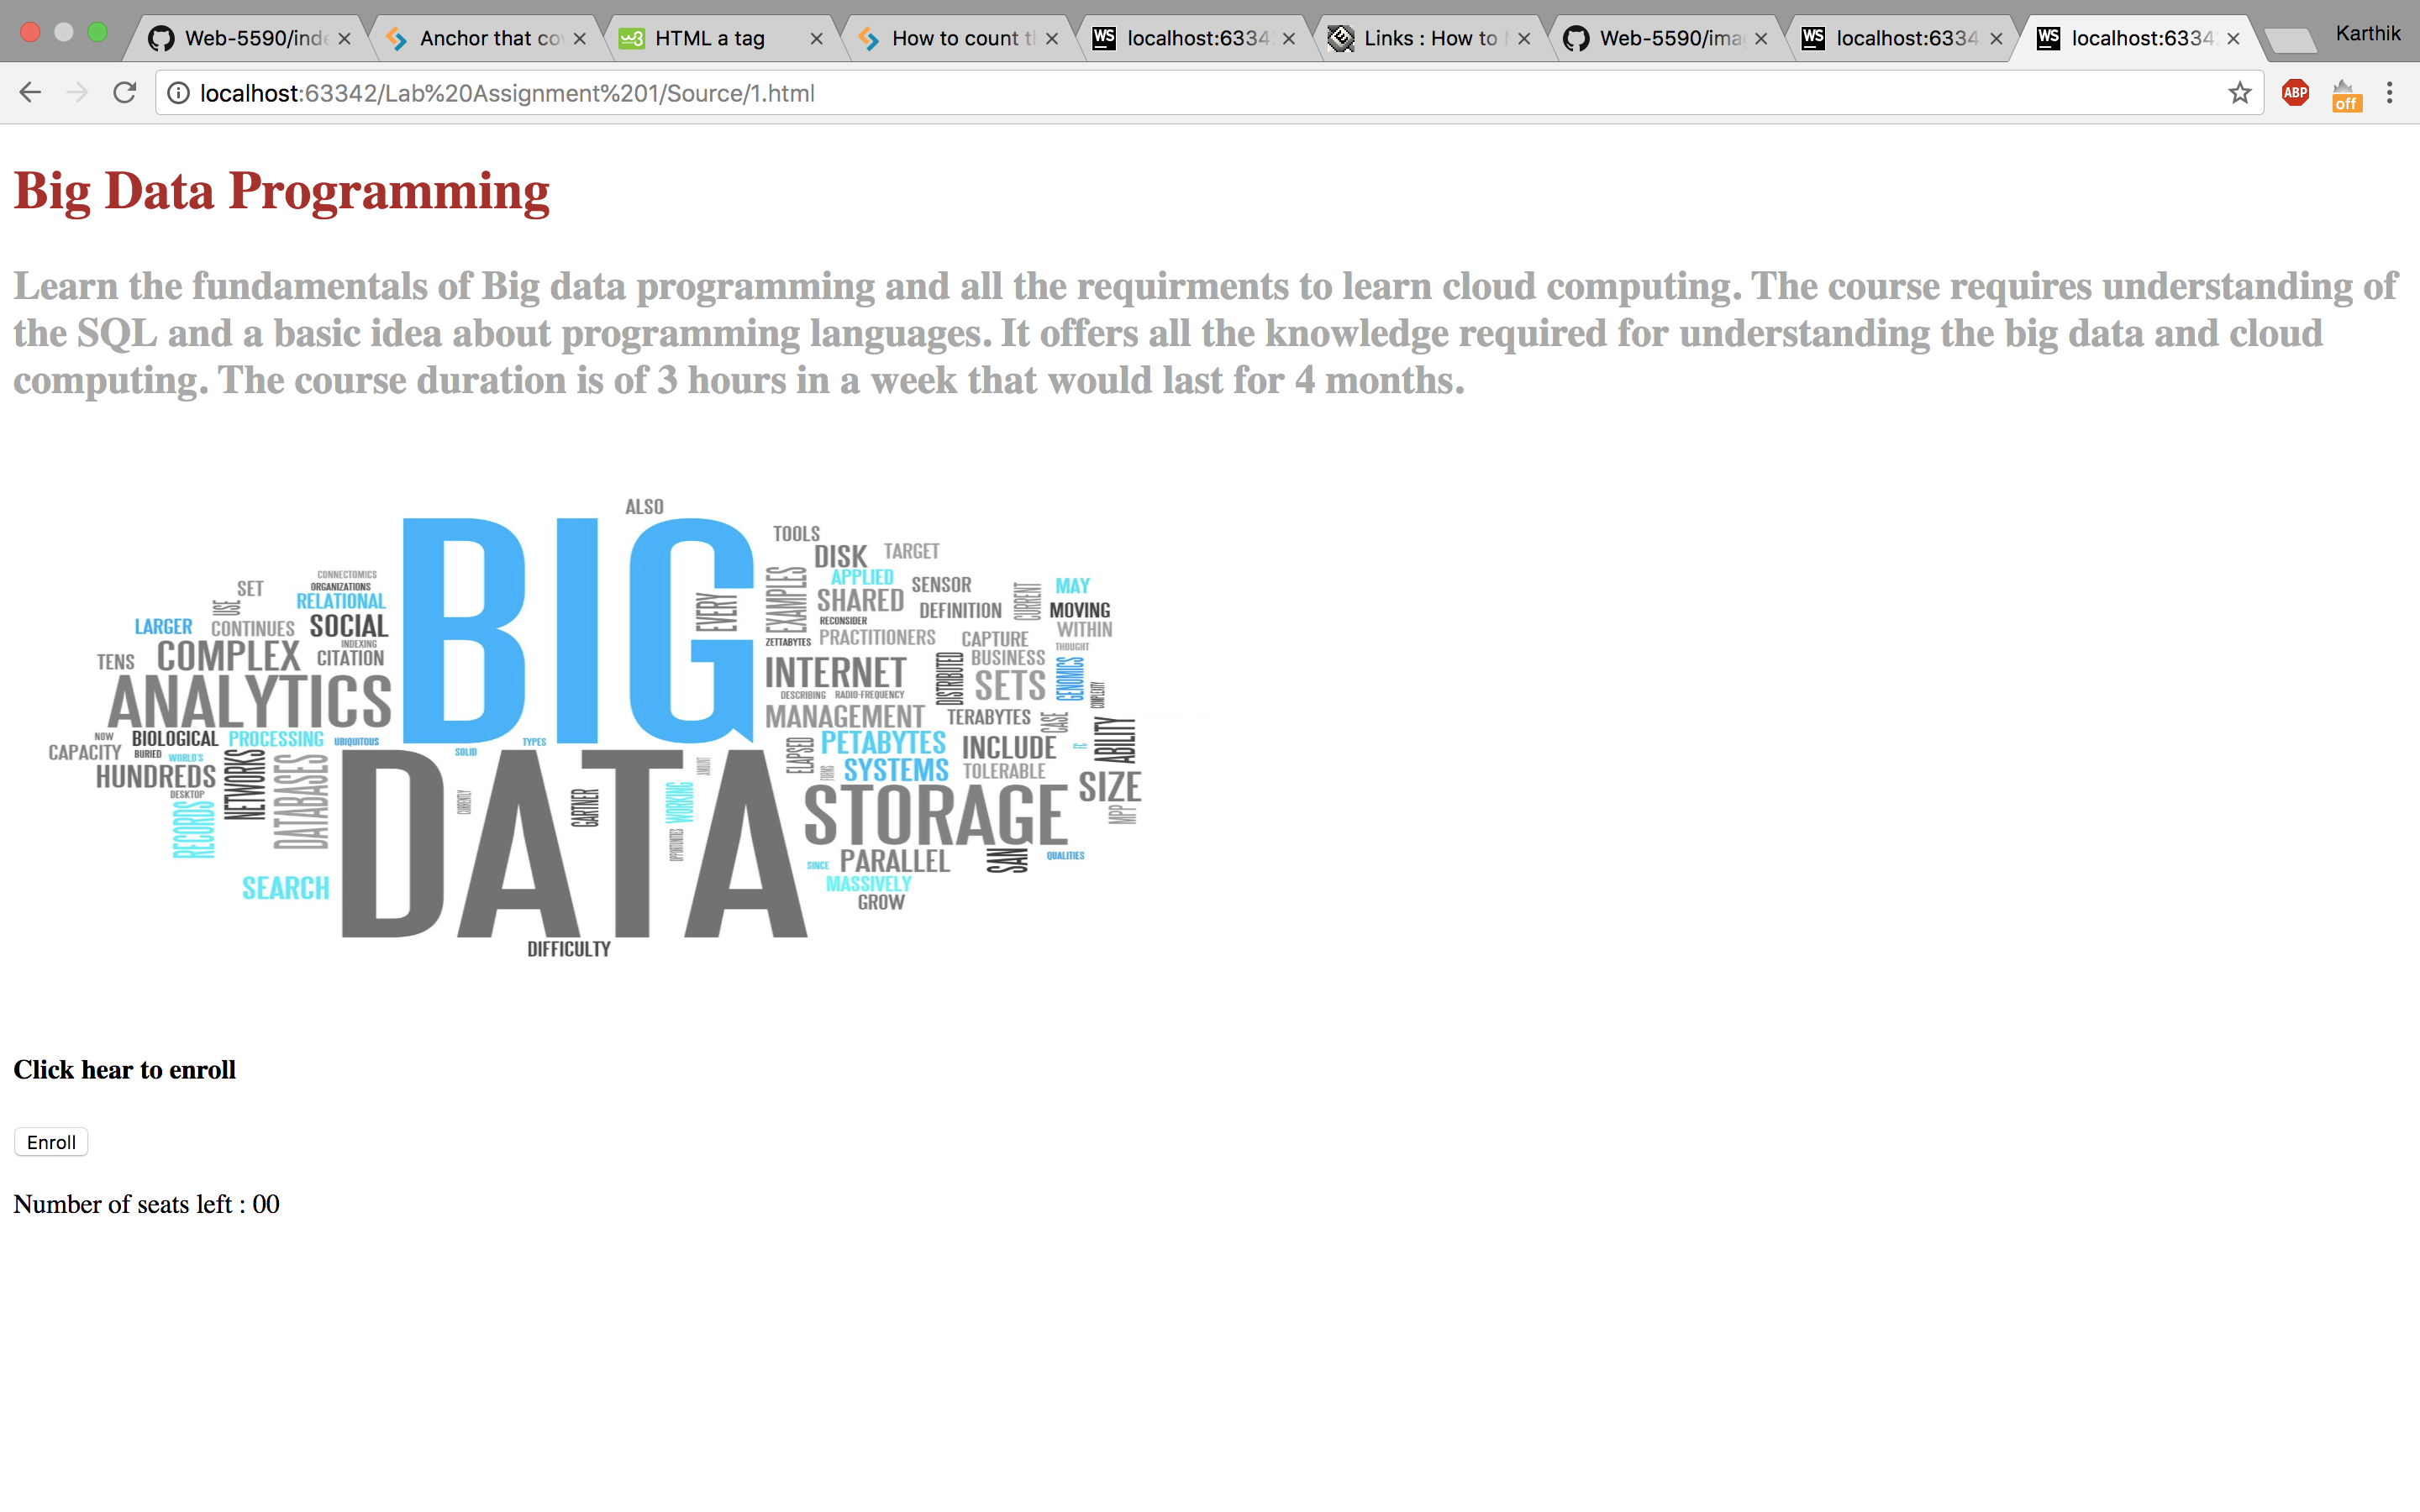 Web-5590/inde
Anchor that co
HTML a tag
How to count t
localhost:6334
Links : How to
Web-5590/ima
localhost:6334
localhost:6334
Karthik
localhost:63342/Lab%20Assignment%201/Source/1.html
ABP
off
Big Data Programming
Learn the fundamentals of Big data programming and all the requirments to learn cloud computing. The course requires understanding of
the SQL and a basic idea about programming languages. It offers all the knowledge required for understanding the big data and cloud
computing. The course duration is of 3 hours in a week that would last for 4 months.
ALSO
BIG
TOOLS
DISK
TARGET
CONNECTOMICS
ORGANIZATIONS
SET
USE
RELATIONAL
EVERY
EXAMPLES
APPLIED
SENSOR
SHARED
DEFINITION
CURRENT
MAY
MOVING
LARGER
CONTINUES
SOCIAL
RECONSIDER
WITHIN
INDEXING
ZETTABYTES
PRACTITIONERS
CAPTURE
THOUGHT
TENS
COMPLEX
CITATION
INTERNET
DISTRIBUTED
BUSINESS
SETS
GENOMICS
COMPLEXITY
ANALYTICS
DESCRIBING
RADIO-FREQUENCY
MANAGEMENT
TERABYTES
CASE
ABILITY
NOW
BIOLOGICAL
PROCESSING
UBIQUITOUS
SOLID
TYPES
CAPACITY
BURIED
WORLD'S
ELAPSED
PETABYTES
INCLUDE
ETC
HUNDREDS
NETWORKS
DATABASES
DATA
AMOUNT
FORMS
SYSTEMS
TOLERABLE
SIZE
DESKTOP
RECORDS
CURRENTLY
GARTNER
WORKING
OPPORTUNITIES
STORAGE
MPP
SINCE
PARALLEL
SAN
QUALITIES
SEARCH
MASSIVELY
GROW
DIFFICULTY
Click hear to enroll
Enroll
Number of seats left : 00